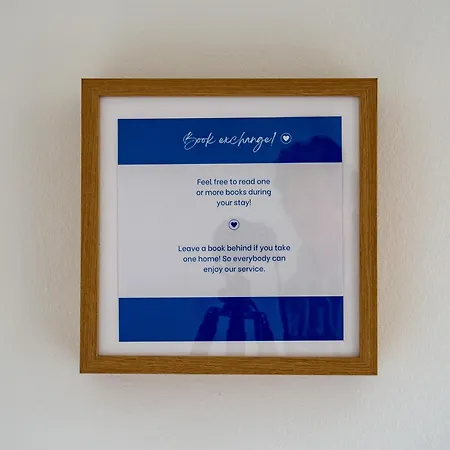 Book exchange!
Feel free to read one
or more books during
your stay!
Leave a book behind if you take
one home! So everybody can
enjoy our service.